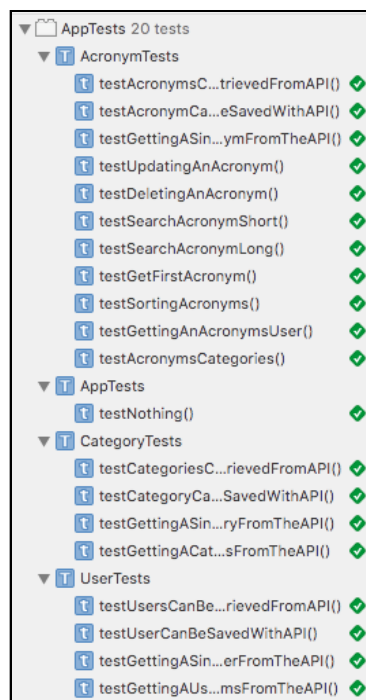 AppTests 20 tests
T AcronymTests
t testAcronymsC...trievedFromAPI()
t testAcronymCa...eSavedWithAPI()
t testGettingASin...ymFromTheAPI()
t testUpdatingAnAcronym()
t testDeletingAnAcronym()
t testSearchAcronymShort()
t testSearchAcronymLong()
t testGetFirstAcronym()
t testSortingAcronyms()
t testGettingAnAcronymsUser()
t testAcronymsCategories()
T AppTests
t testNothing()
T CategoryTests
t testCategoriesC...rievedFromAPI()
t testCategoryCa...SavedWithAPI()
t testGettingASin...ryFromTheAPI()
t testGettingACat...sFromTheAPI()
T UserTests
t testUsersCanBe...rievedFromAPI()
t testUserCanBeSavedWithAPI()
t testGettingASin...erFromTheAPI()
t testGettingAUs...msFromTheAPI()